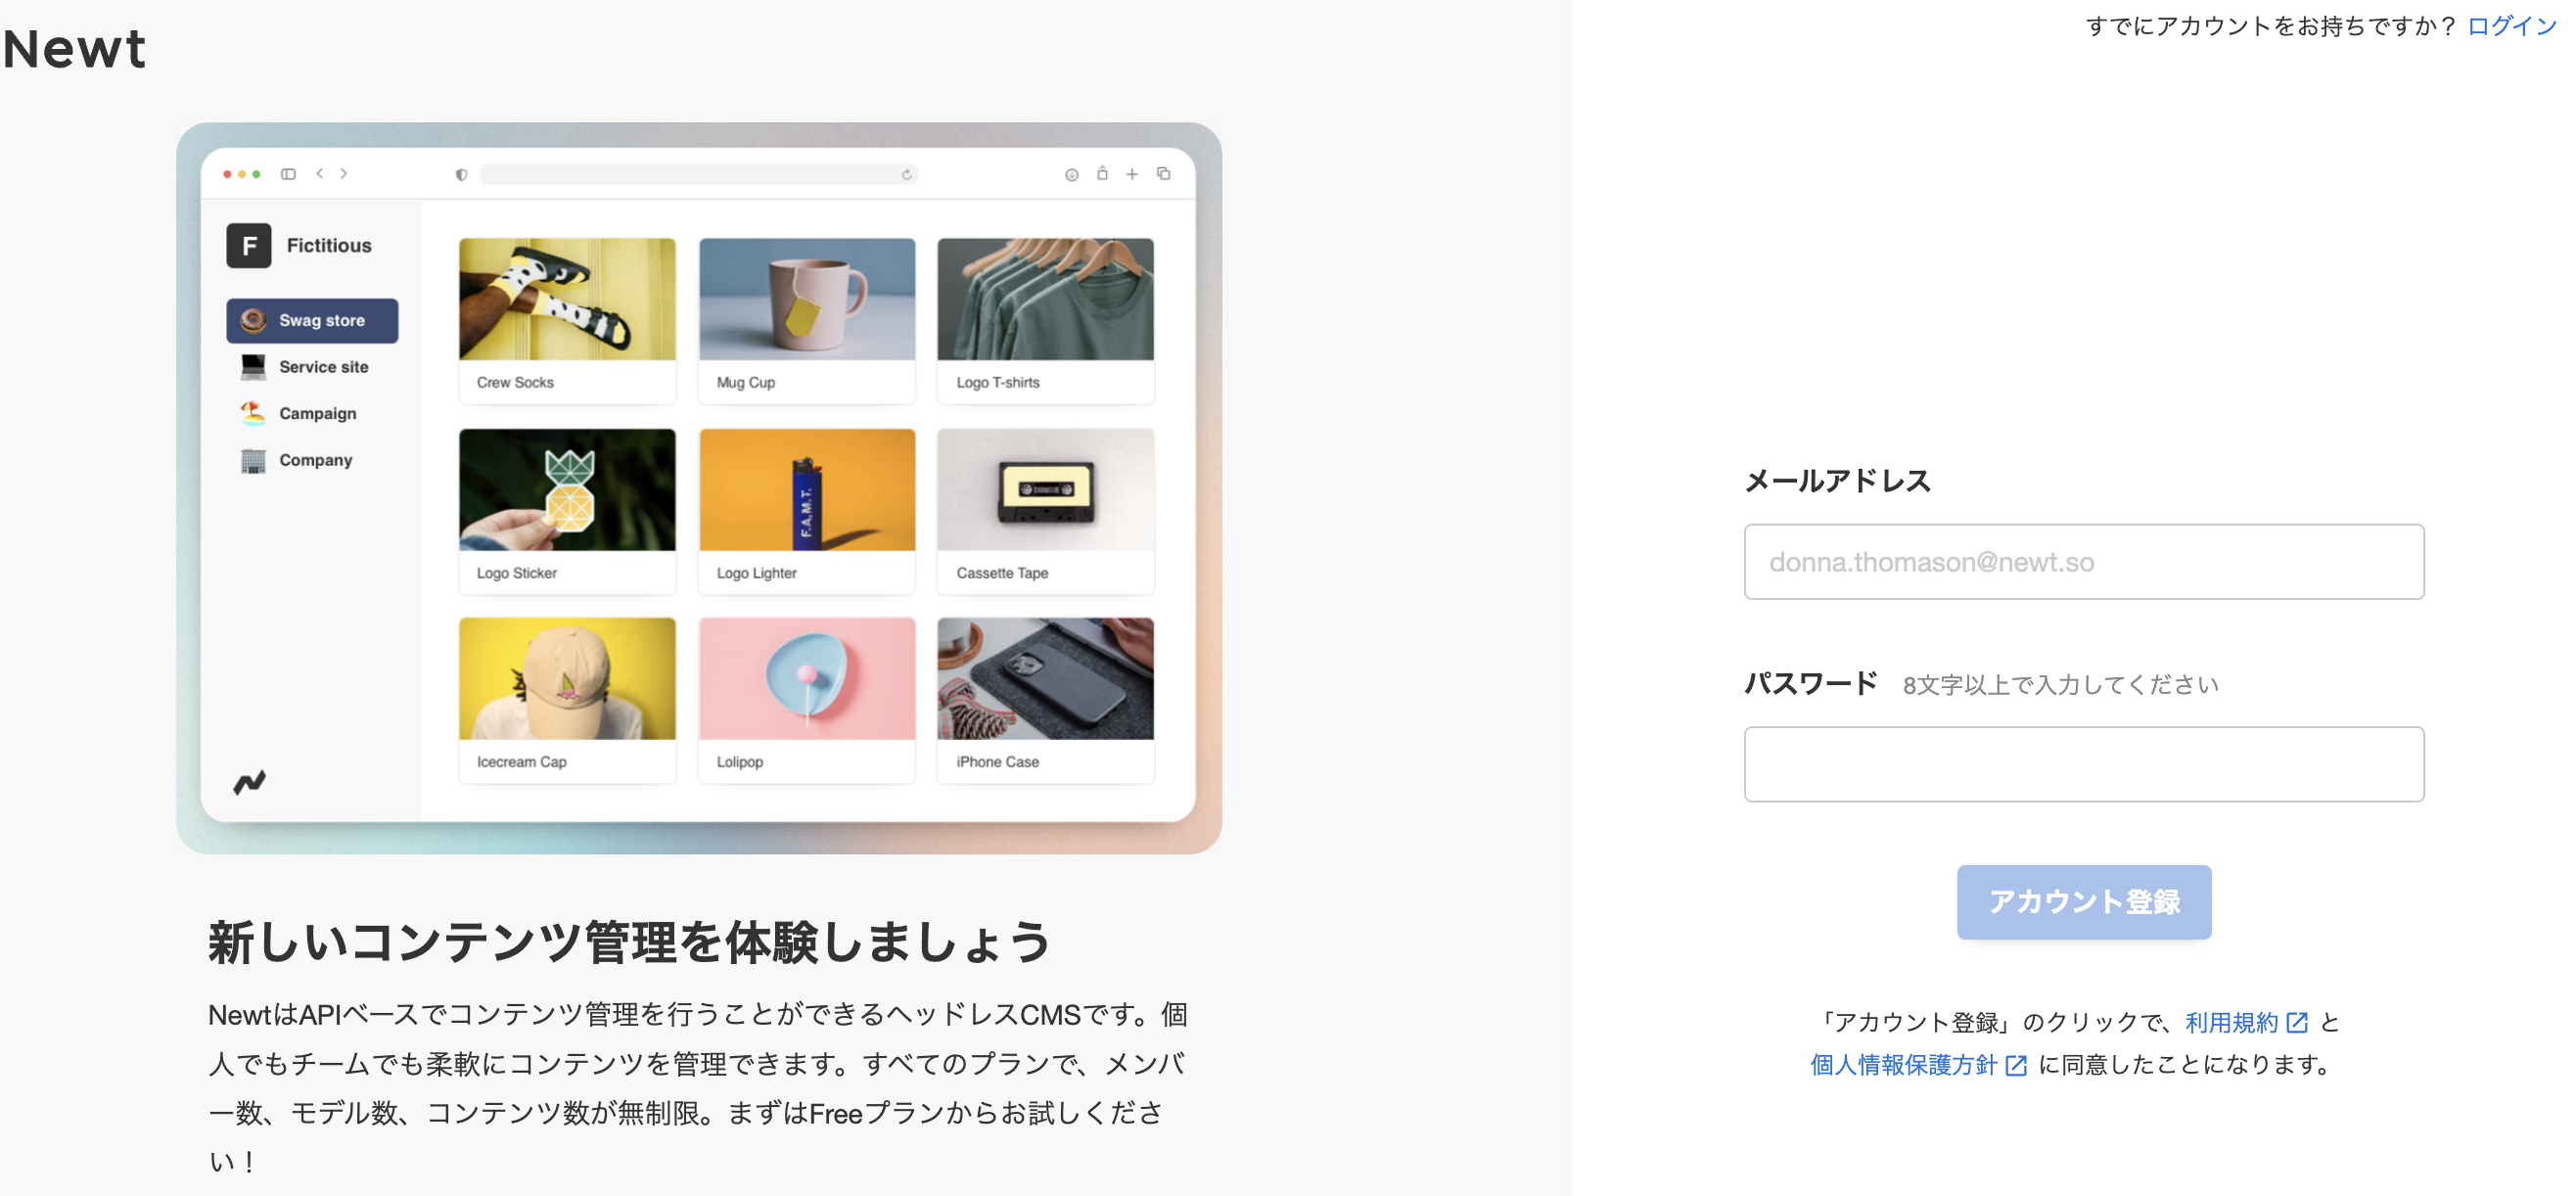 Newt
すでにアカウントをお持ちですか？ ログイン
F Fictitious
Swag store
Service site
Campaign
Company
Crew Socks
Mug Cup
Logo T-shirts
F.A.M.T.
Logo Sticker
Logo Lighter
Cassette Tape
Icecream Cap
Lolipop
iPhone Case
新しいコンテンツ管理を体験しましょう
NewtはAPIベースでコンテンツ管理を行うことができるヘッドレスCMSです。個
人でもチームでも柔軟にコンテンツを管理できます。すべてのプランで、メンバ
ー数、モデル数、コンテンツ数が無制限。まずはFreeプランからお試しくださ
い！
メールアドレス
donna.thomason@newt.so
パスワード 8文字以上で入力してください
アカウント登録
「アカウント登録」のクリックで、利用規約 と
個人情報保護方針 に同意したことになります。